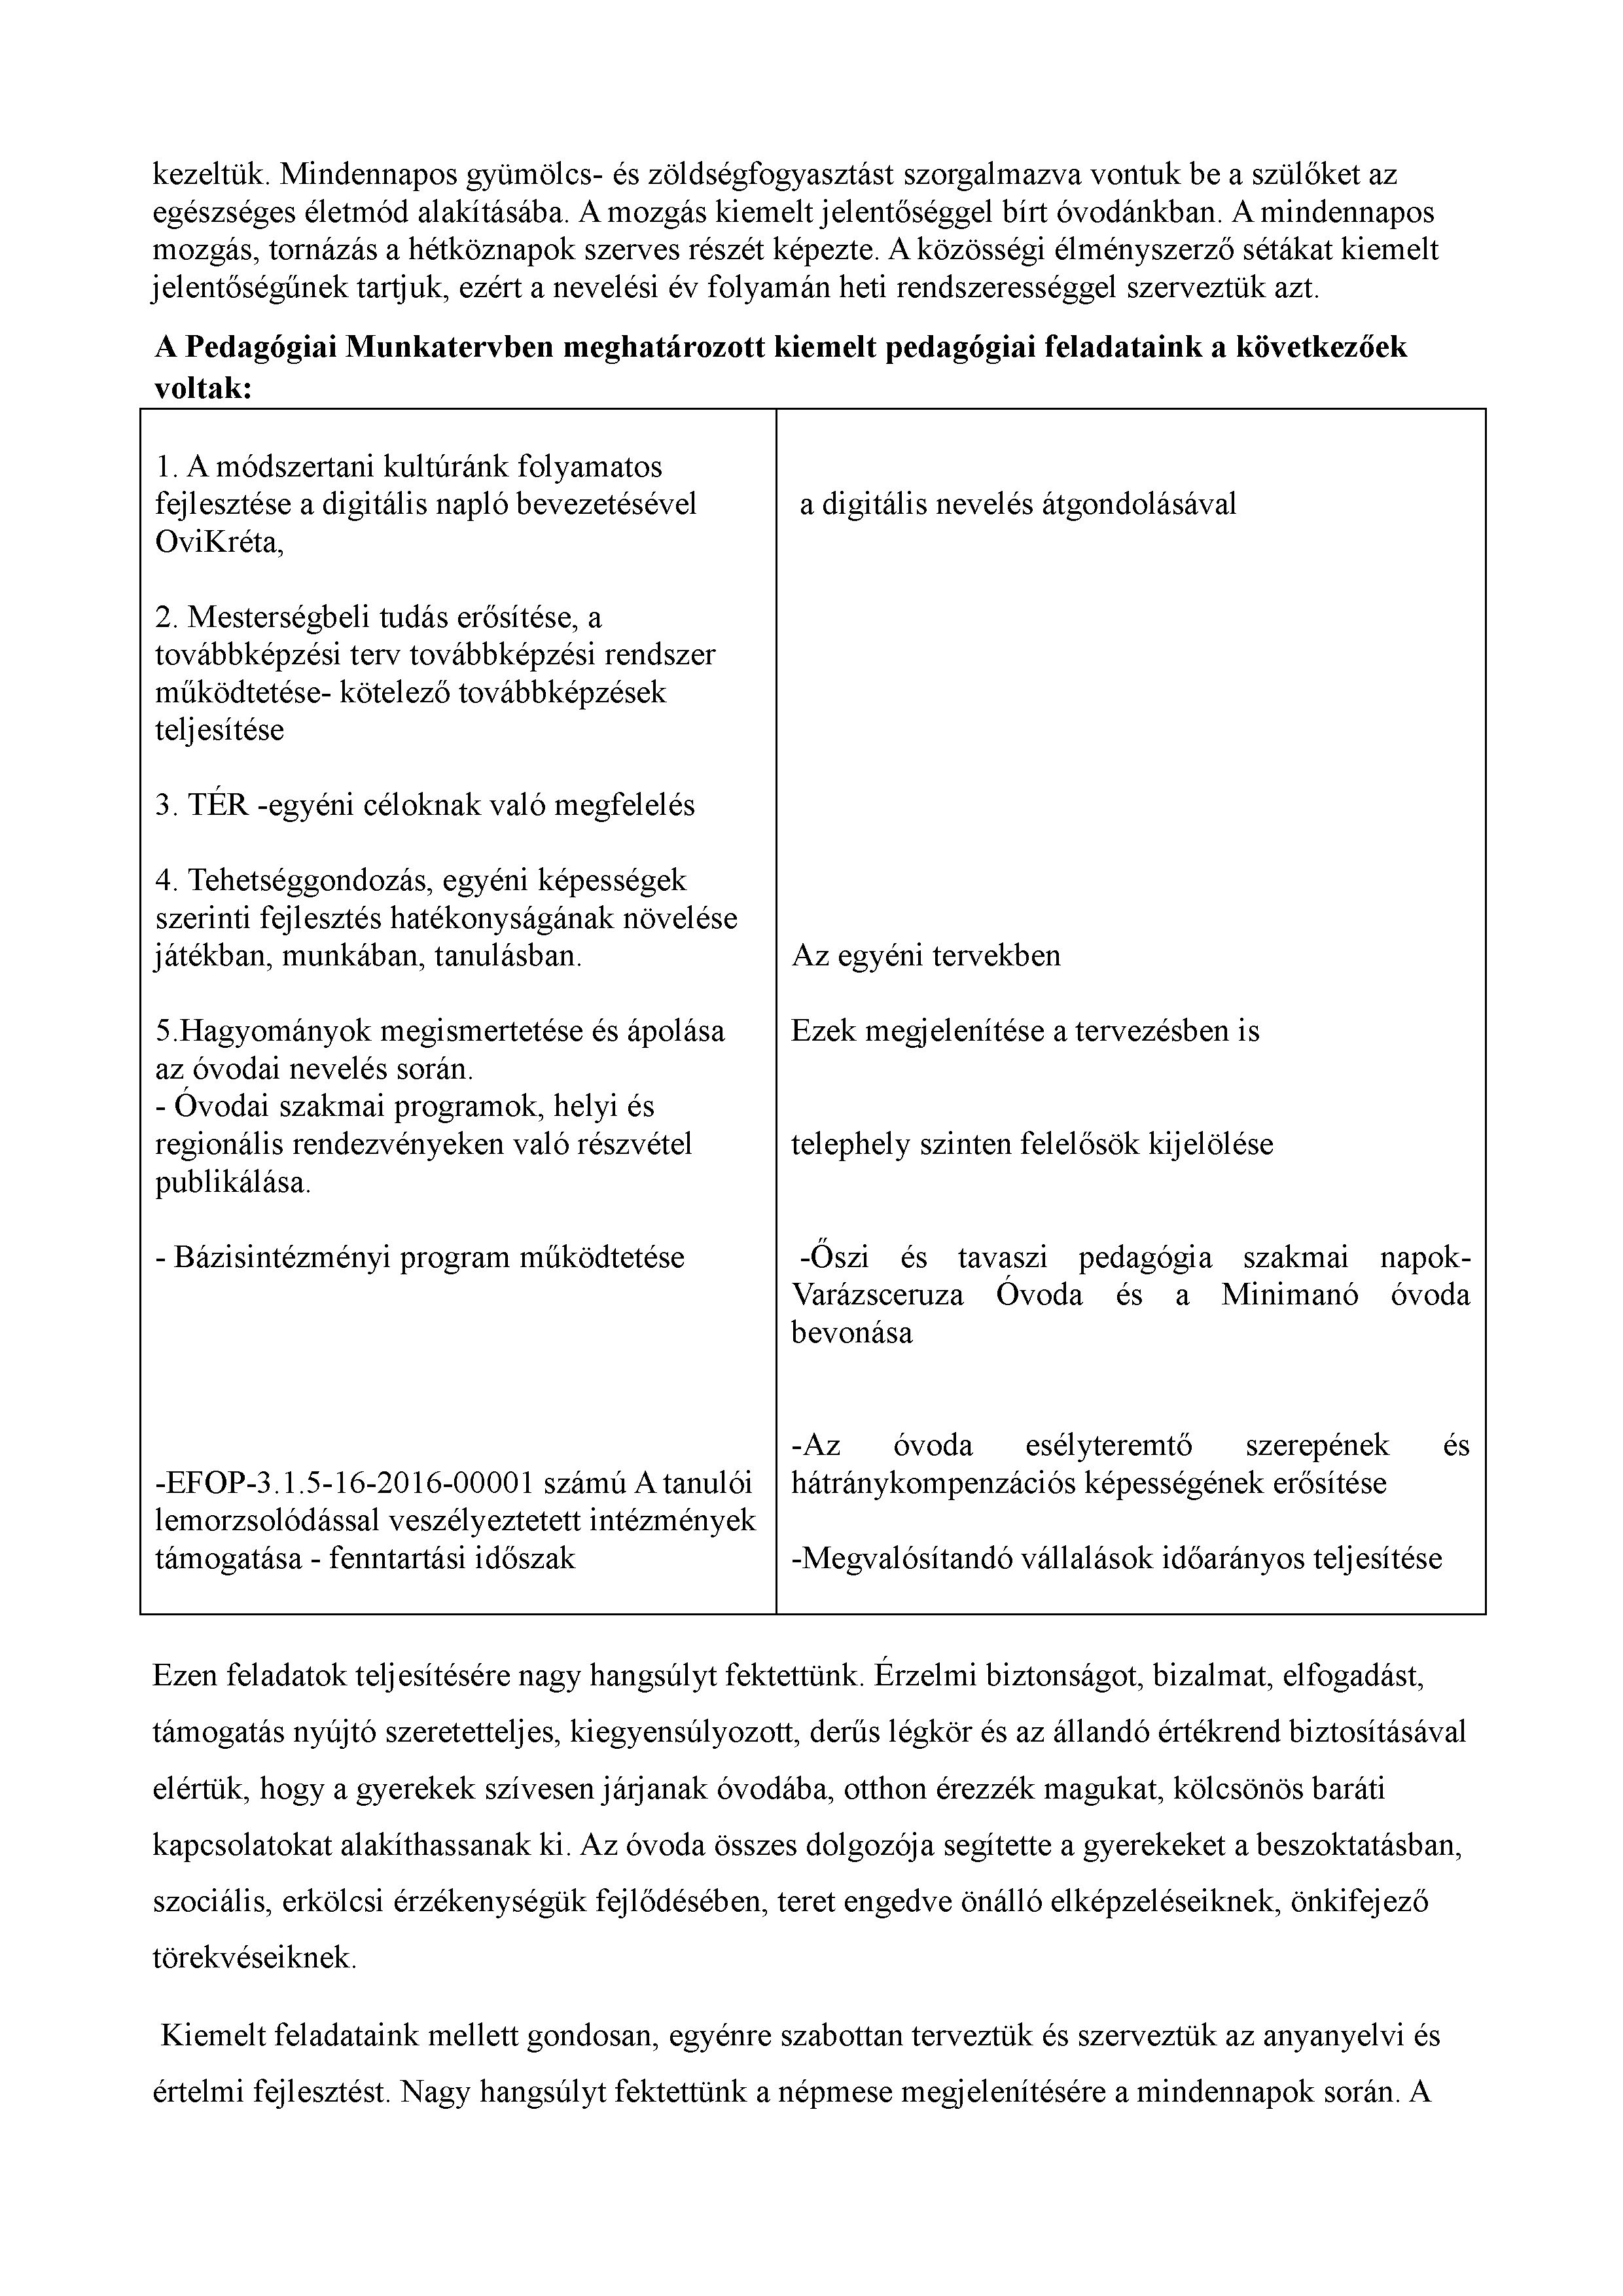 kezeltük. Mindennapos gyümölcs- és zöldségfogyasztást szorgalmazva vontuk be a szülőket az
egészséges életmód alakításába. A mozgás kiemelt jelentőséggel bírt óvodánkban. A mindennapos
mozgás, tornázás a hétköznapok szerves részét képezte. A közösségi élményszerző sétákat kiemelt
jelentőségűnek tartjuk, ezért a nevelési év folyamán heti rendszerességgel szerveztük azt.
A Pedagógiai Munkatervben meghatározott kiemelt pedagógiai feladataink a következőek
voltak:
1. A módszertani kultúránk folyamatos
fejlesztése a digitális napló bevezetésével
OviKréta,
a digitális nevelés átgondolásával
2. Mesterségbeli tudás erősítése, a
továbbképzési terv továbbképzési rendszer
működtetése- kötelező továbbképzések
teljesítése
3. TÉR -egyéni céloknak való megfelelés
4. Tehetséggondozás, egyéni képességek
szerinti fejlesztés hatékonyságának növelése
játékban, munkában, tanulásban.
Az egyéni tervekben
5.Hagyományok megismertetése és ápolása
az óvodai nevelés során.
Ezek megjelenítése a tervezésben is
- Óvodai szakmai programok, helyi és
regionális rendezvényeken való részvétel
publikálása.
telephely szinten felelősök kijelölése
- Bázisintézményi program működtetése
-Őszi és tavaszi pedagógia szakmai napok-
Varázsceruza Óvoda és a Minimanó óvoda
bevonása
-EFOP-3.1.5-16-2016-00001 számú A tanulói
lemorzsolódással veszélyeztetett intézmények
támogatása - fenntartási időszak
-Az óvoda esélyteremtő szerepének és
hátránykompenzációs képességének erősítése
-Megvalósítandó vállalások időarányos teljesítése
Ezen feladatok teljesítésére nagy hangsúlyt fektettünk. Érzelmi biztonságot, bizalmat, elfogadást,
támogatás nyújtó szeretetteljes, kiegyensúlyozott, derűs légkör és az állandó értékrend biztosításával
elértük, hogy a gyerekek szívesen járjanak óvodába, otthon érezzék magukat, kölcsönös baráti
kapcsolatokat alakíthassanak ki. Az óvoda összes dolgozója segítette a gyerekeket a beszoktatásban,
szociális, erkölcsi érzékenységük fejlődésében, teret engedve önálló elképzeléseiknek, önkifejező
törekvéseiknek.
Kiemelt feladataink mellett gondosan, egyénre szabottan terveztük és szerveztük az anyanyelvi és
értelmi fejlesztést. Nagy hangsúlyt fektettünk a népmese megjelenítésére a mindennapok során. A